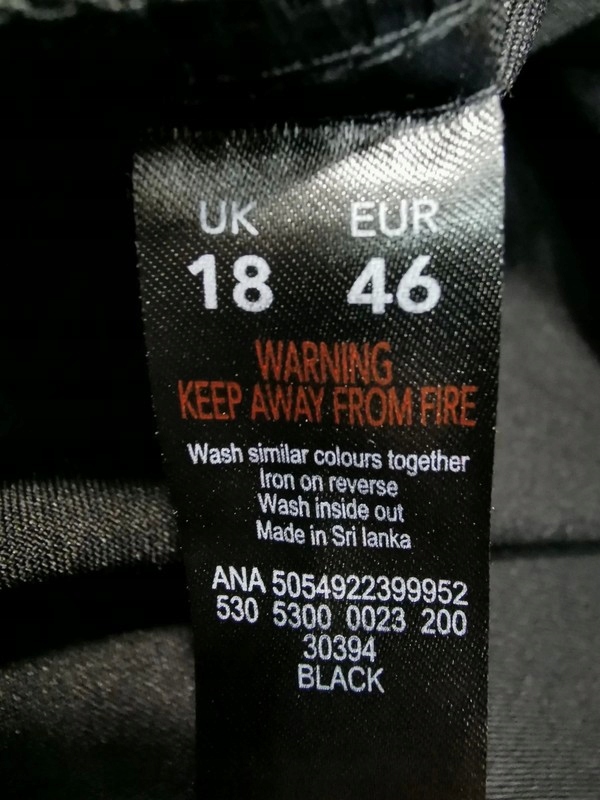 UK EUR
18 46
WARNING
KEEP AWAY FROM FIRE
Wash similar colours together
Iron on reverse
Wash inside out
Made in Sri lanka
ANA 5054922399952
530 5300 0023 200
30394
BLACK